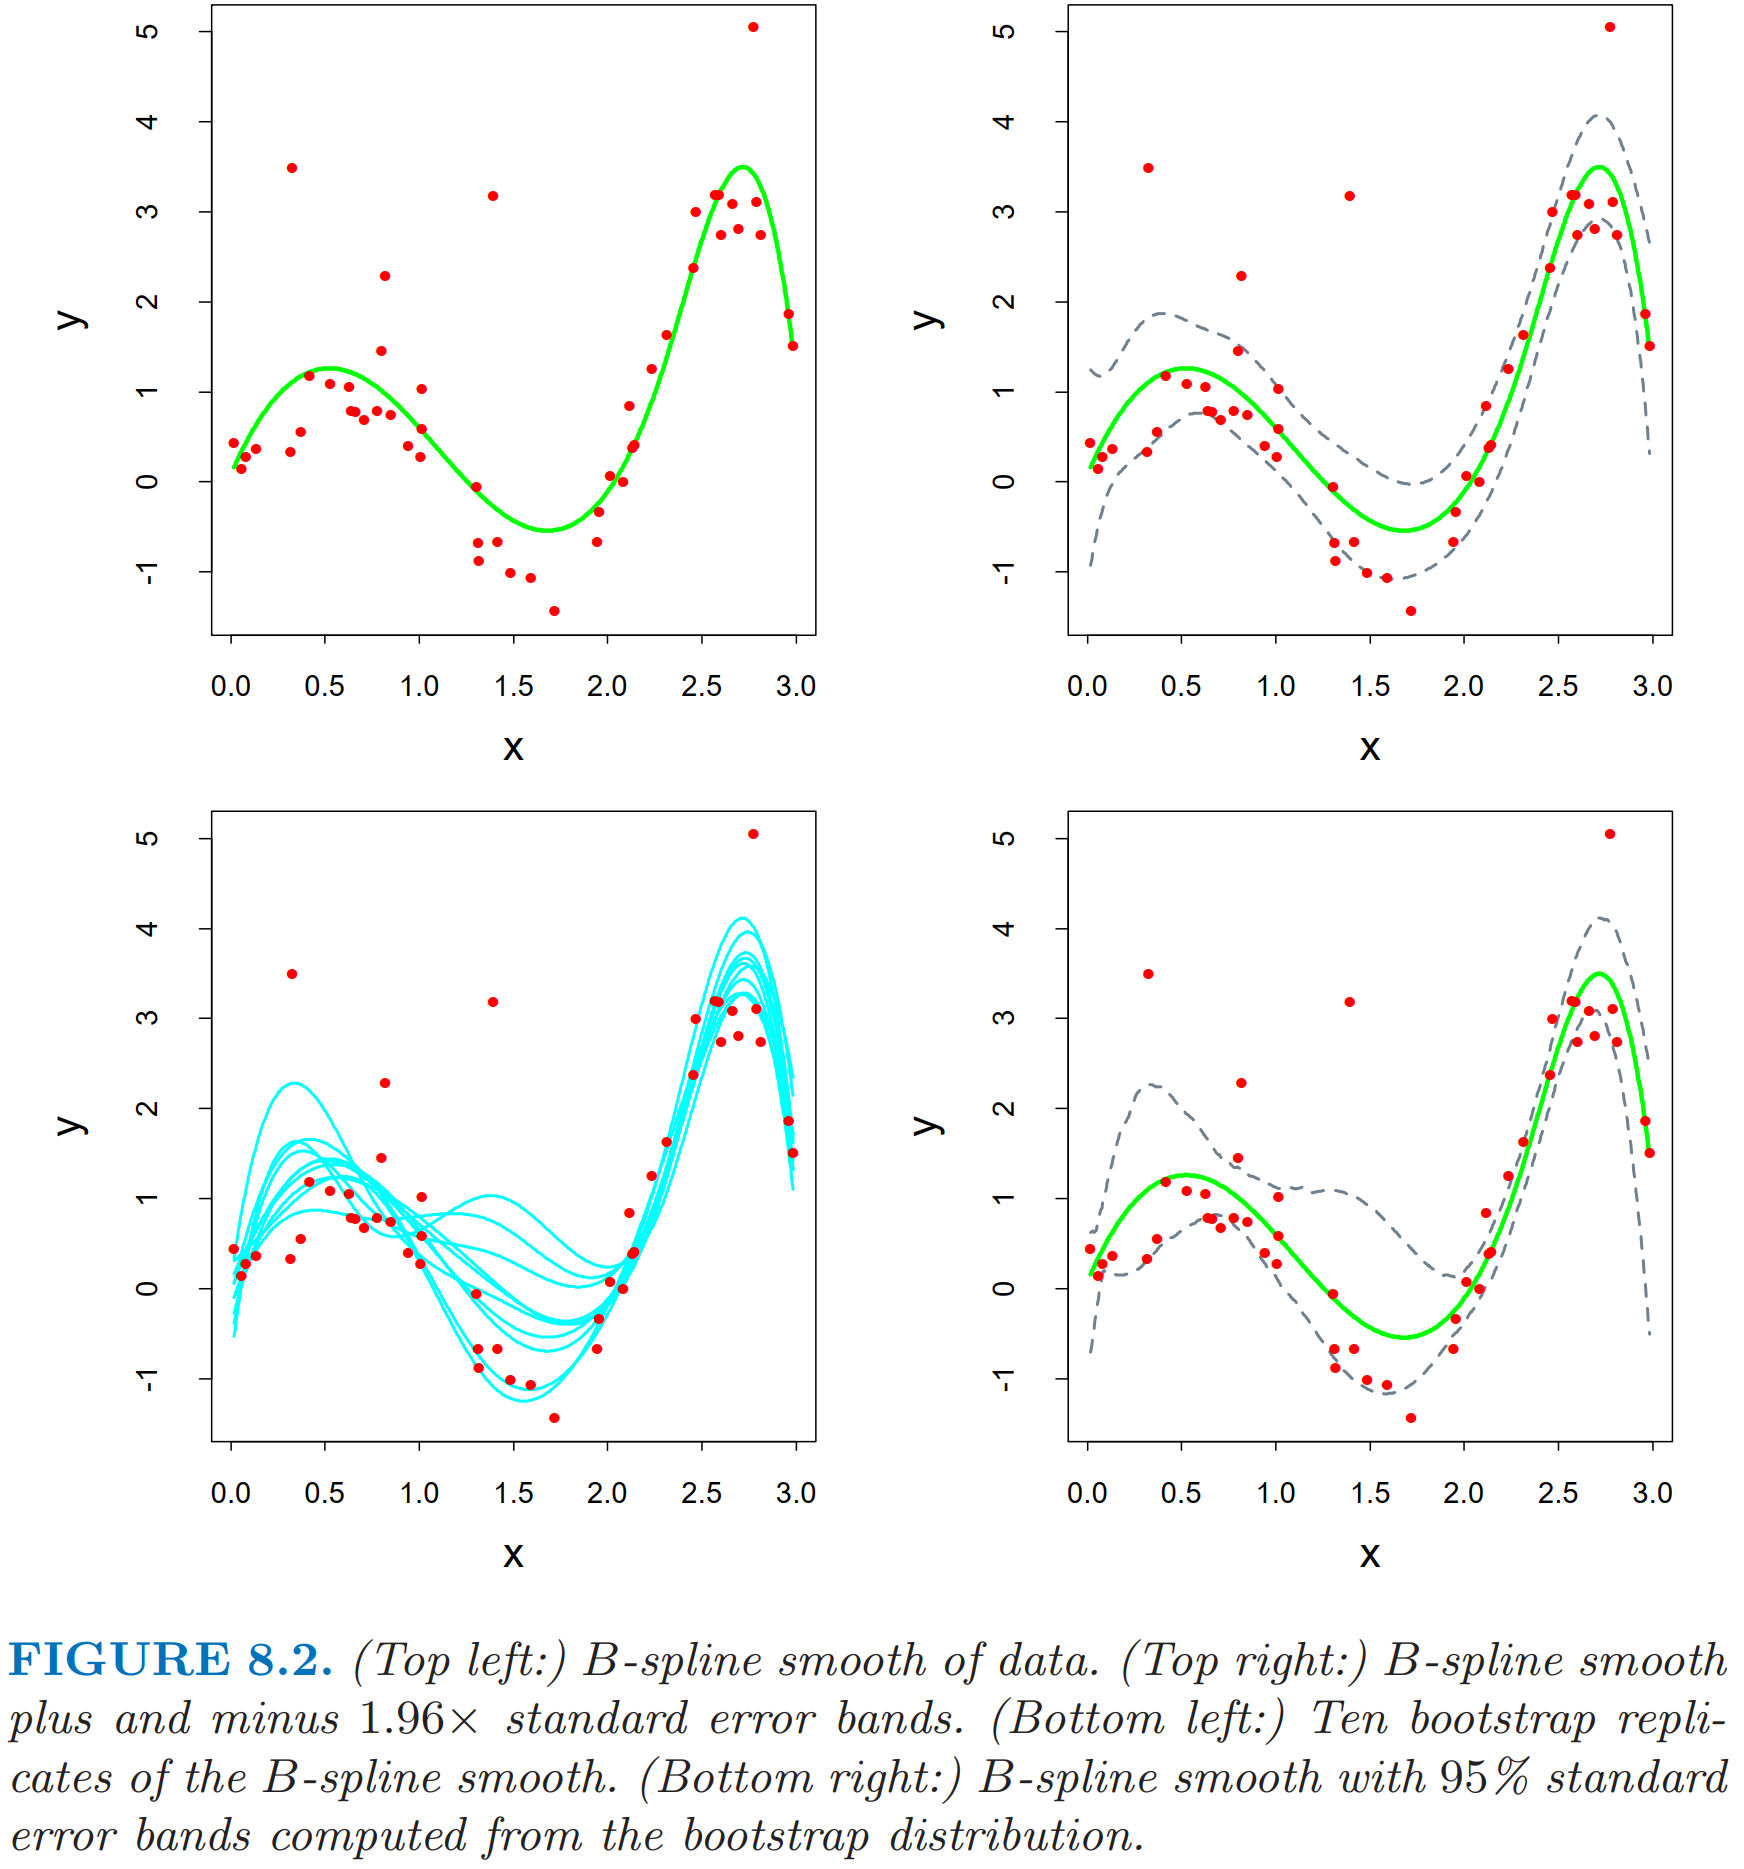 5
4
3
2
1
0
-1
y
0.0 0.5 1.0 1.5 2.0 2.5 3.0
x
5
4
3
2
1
0
-1
y
0.0 0.5 1.0 1.5 2.0 2.5 3.0
x
5
4
3
2
1
0
-1
y
0.0 0.5 1.0 1.5 2.0 2.5 3.0
x
5
4
3
2
1
0
-1
y
0.0 0.5 1.0 1.5 2.0 2.5 3.0
x
FIGURE 8.2. (Top left:) B-spline smooth of data. (Top right:) B-spline smooth
plus and minus 1.96× standard error bands. (Bottom left:) Ten bootstrap repli-
cates of the B-spline smooth. (Bottom right:) B-spline smooth with 95% standard
error bands computed from the bootstrap distribution.